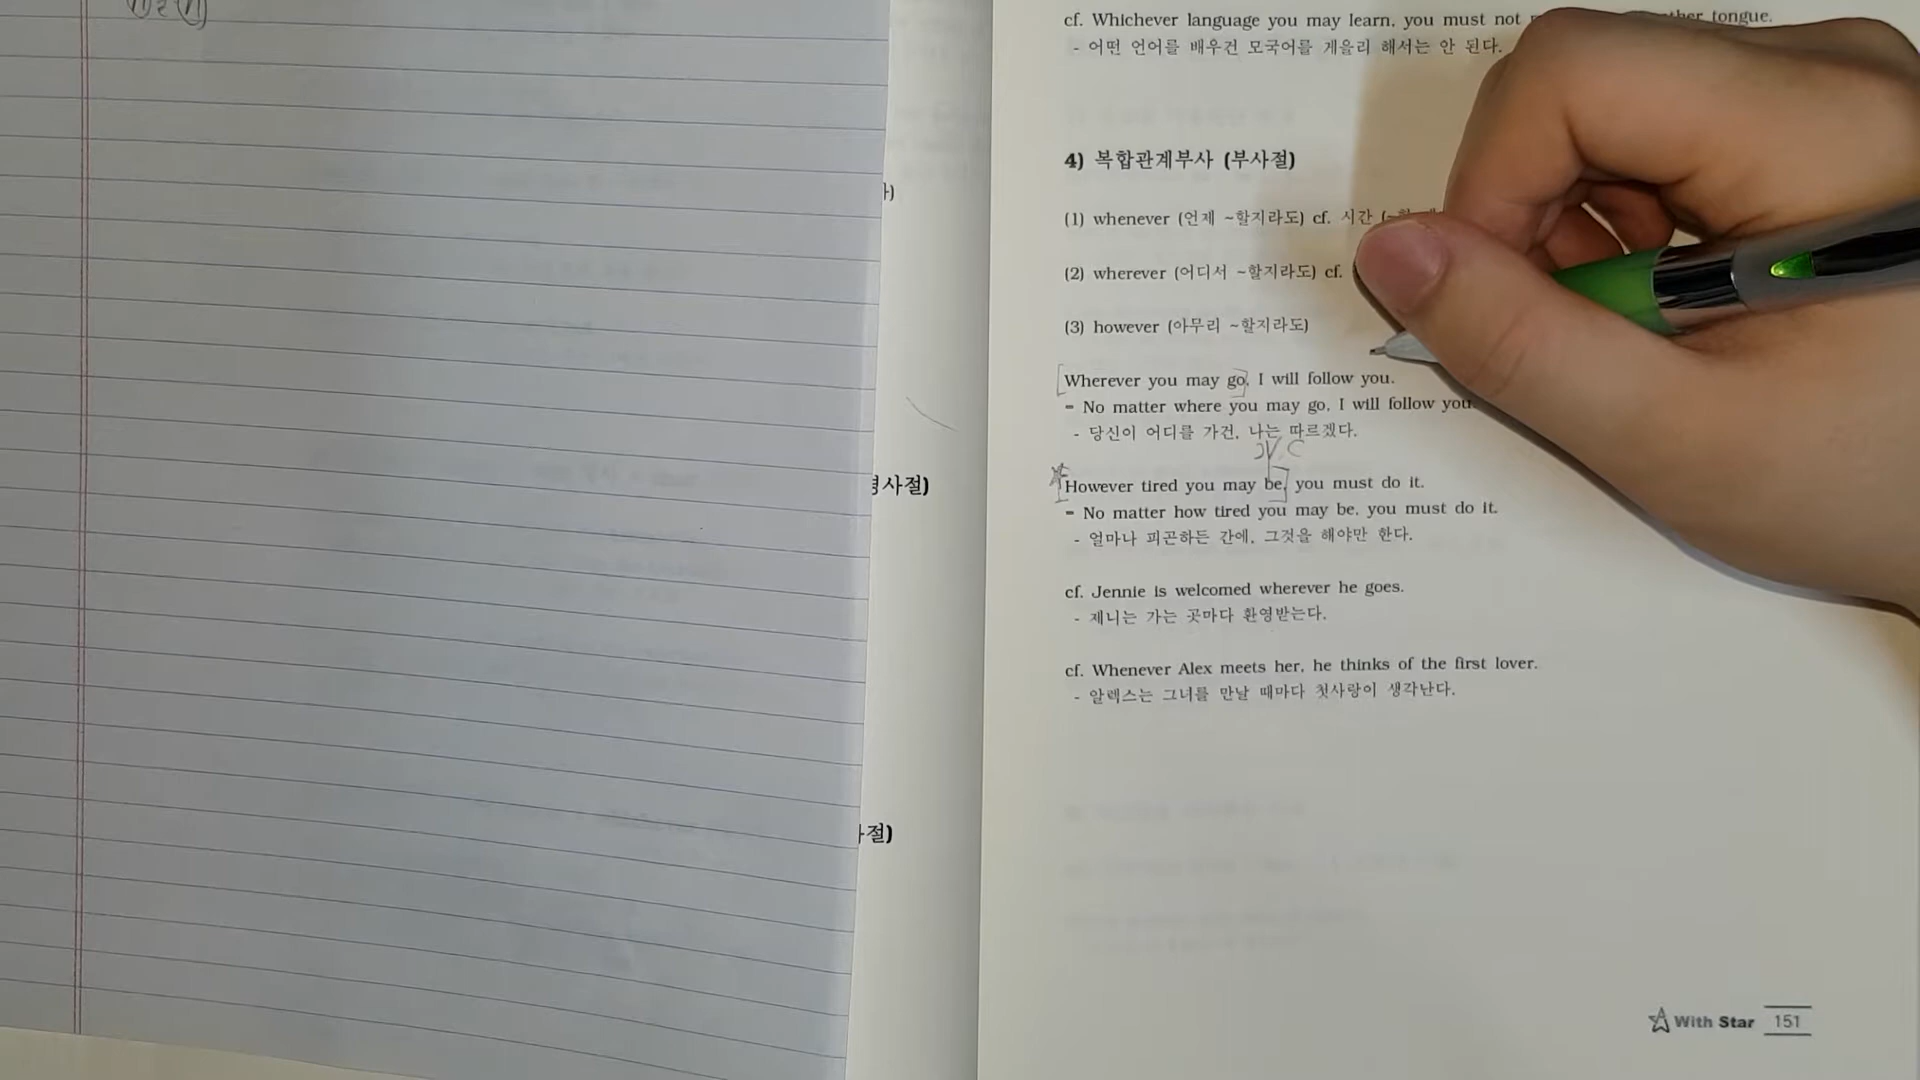 cf. Whichever language you may learn, you must not tongue.
- 어떤 언어를 배우건 모국어를 게을리 해서는 안 된다.
4) 복합관계부사 (부사절)
(1) whenever (언제 ~할지라도) cf. 시간
(2) wherever (어디서 ~할지라도) cf.
(3) however (아무리 ~할지라도)
Wherever you may go, I will follow you.
= No matter where you may go, I will follow you.
- 당신이 어디를 가건, 나는 따르겠다.
However tired you may be, you must do it.
= No matter how tired you may be, you must do it.
- 얼마나 피곤하든 간에, 그것을 해야만 한다.
cf. Jennie is welcomed wherever he goes.
- 제니는 가는 곳마다 환영받는다.
cf. Whenever Alex meets her, he thinks of the first lover.
- 알렉스는 그녀를 만날 때마다 첫사랑이 생각난다.
With Star 151